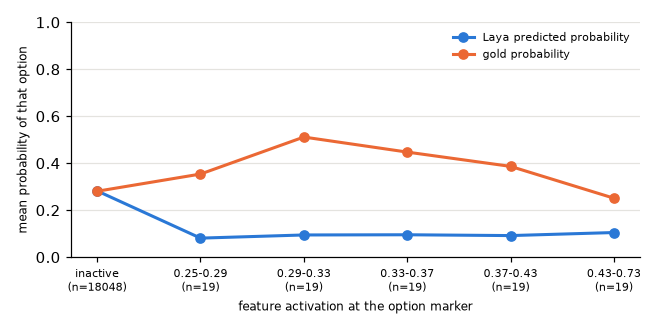 1.0
0.8
0.6
0.4
0.2
0.0
mean probability of that option
Laya predicted probability
gold probability
inactive
(n=18048)
0.25-0.29
(n=19)
0.29-0.33
(n=19)
0.33-0.37
(n=19)
0.37-0.43
(n=19)
0.43-0.73
(n=19)
feature activation at the option marker